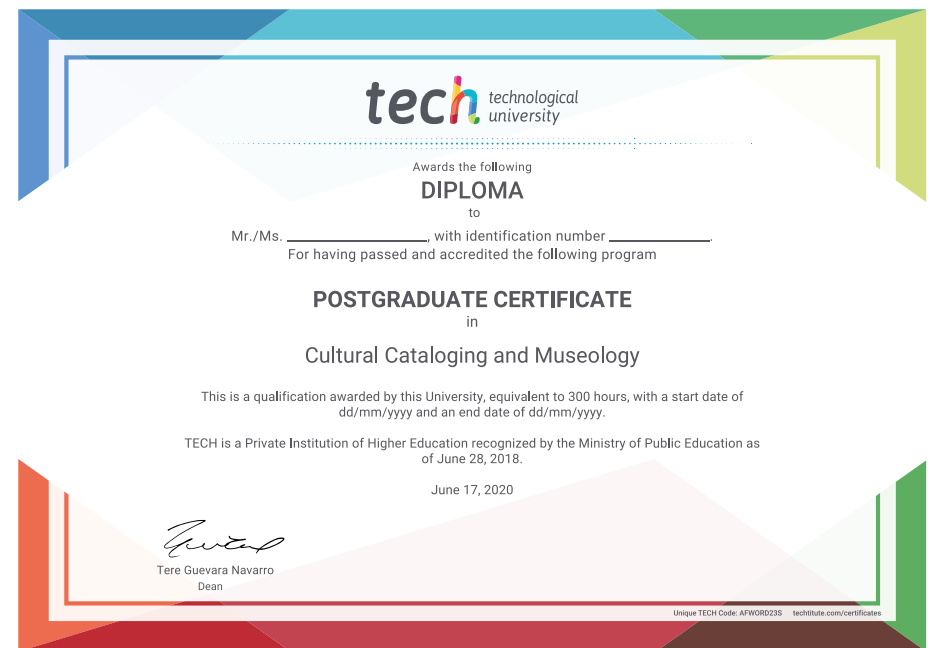 tech technological
university
Awards the following
DIPLOMA
to
Mr./Ms. ____________________, with identification number ______________.
For having passed and accredited the following program
POSTGRADUATE CERTIFICATE
in
Cultural Cataloging and Museology
This is a qualification awarded by this University, equivalent to 300 hours, with a start date of
dd/mm/yyyy and an end date of dd/mm/yyyy.
TECH is a Private Institution of Higher Education recognized by the Ministry of Public Education as
of June 28, 2018.
June 17, 2020
Tere Guevara Navarro
Dean
Unique TECH Code: AFWORD23S techtitute.com/certificates